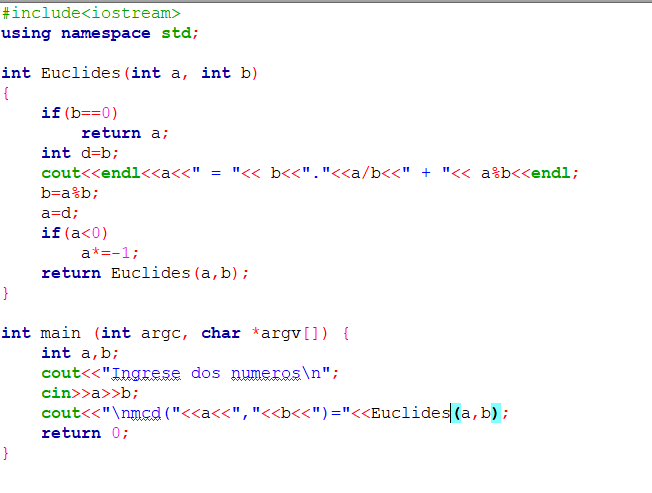 #include<iostream>
using namespace std;
int Euclides(int a, int b)
{
if(b==0)
return a;
int d=b;
cout<<endl<<a<<" = "<< b<<"."<<a/b<<" + "<< a%b<<endl;
b=a%b;
a=d;
if(a<0)
a*=-1;
return Euclides(a,b);
}
int main (int argc, char *argv[]) {
int a,b;
cout<<"Ingrese dos numeros\n";
cin>>a>>b;
cout<<"\nmcd("<<a<<","<<b<<")="<<Euclides(a,b);
return 0;
}